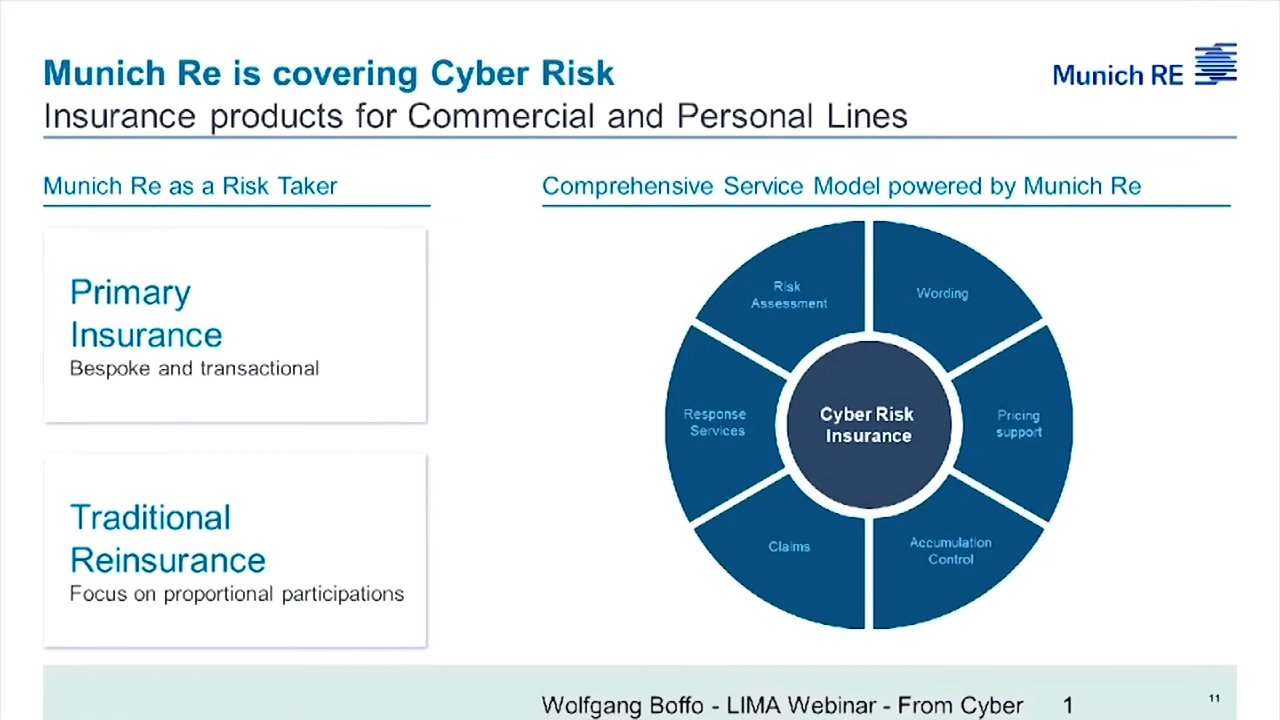 Munich Re is covering Cyber Risk
Insurance products for Commercial and Personal Lines
Munich RE
Munich Re as a Risk Taker
Primary
Insurance
Bespoke and transactional
Traditional
Reinsurance
Focus on proportional participations
Comprehensive Service Model powered by Munich Re
Risk
Assessment
Wording
Response
Services
Cyber Risk
Insurance
Pricing
support
Claims
Accumulation
Control
Wolfgang Boffo - LIMA Webinar - From Cyber 1
11